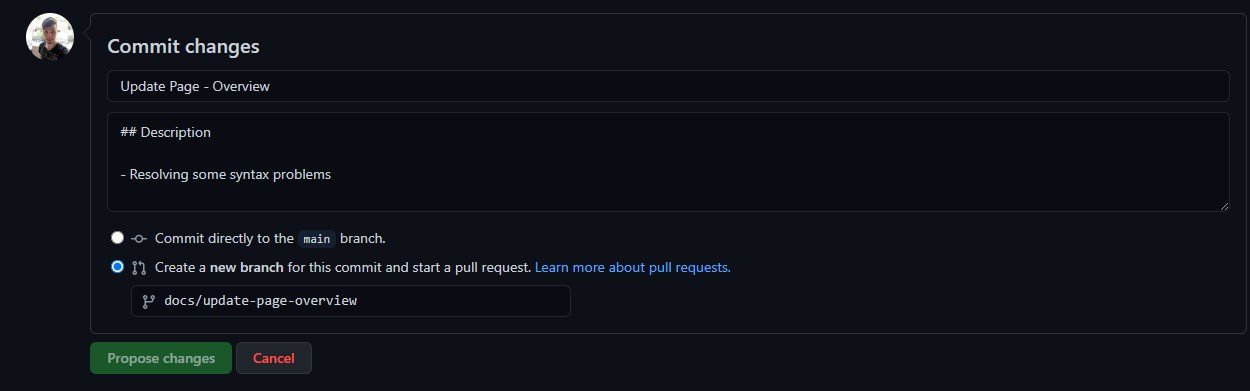 Commit changes
Update Page - Overview
## Description
- Resolving some syntax problems
Commit directly to the main branch.
Create a new branch for this commit and start a pull request. Learn more about pull requests.
docs/update-page-overview
Propose changes Cancel